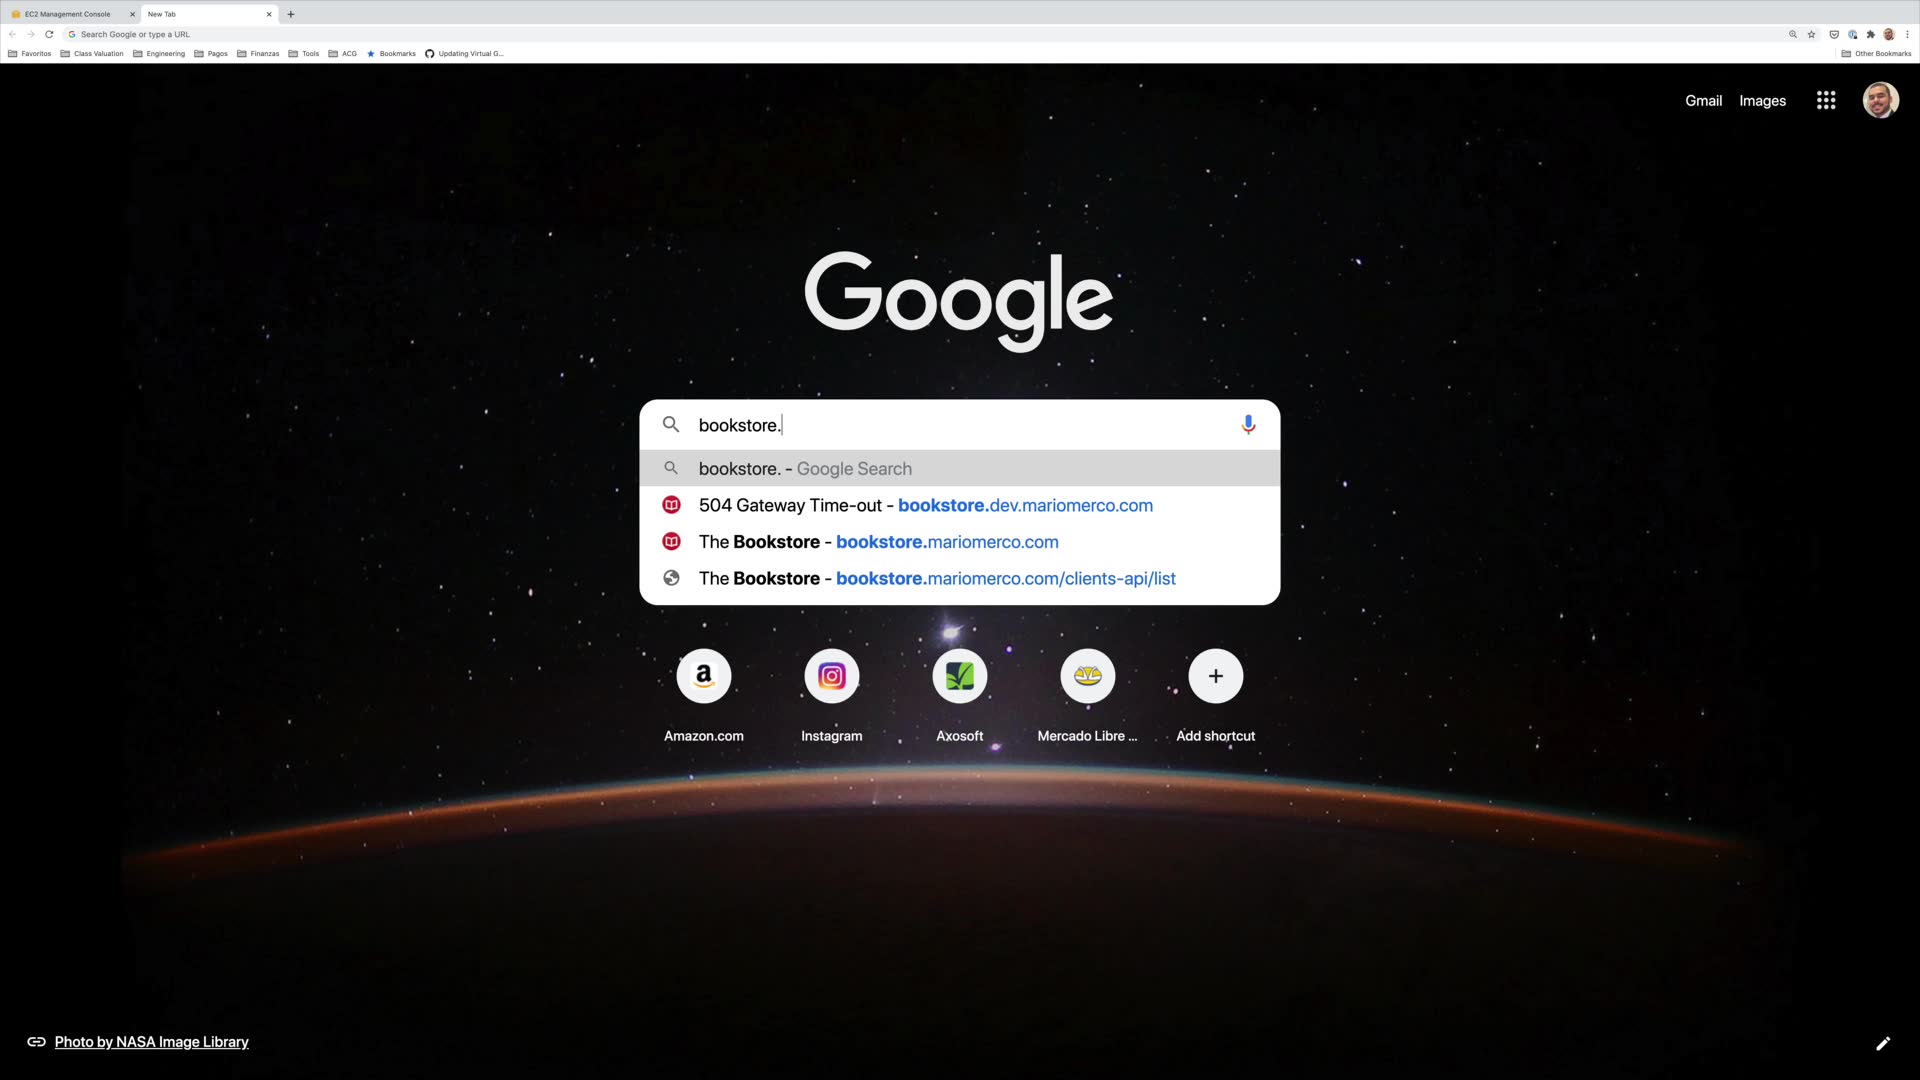 EC2 Management Console
New Tab
Search Google or type a URL
Favoritos
Class Valuation
Engineering
Pagos
Finanzas
Tools
ACG
Bookmarks
Updating Virtual G...
Other Bookmarks
Gmail
Images
Google
bookstore.
bookstore. - Google Search
504 Gateway Time-out - bookstore.dev.mariomerco.com
The Bookstore - bookstore.mariomerco.com
The Bookstore - bookstore.mariomerco.com/clients-api/list
Amazon.com
Instagram
Axosoft
Mercado Libre ...
Add shortcut
Photo by NASA Image Library